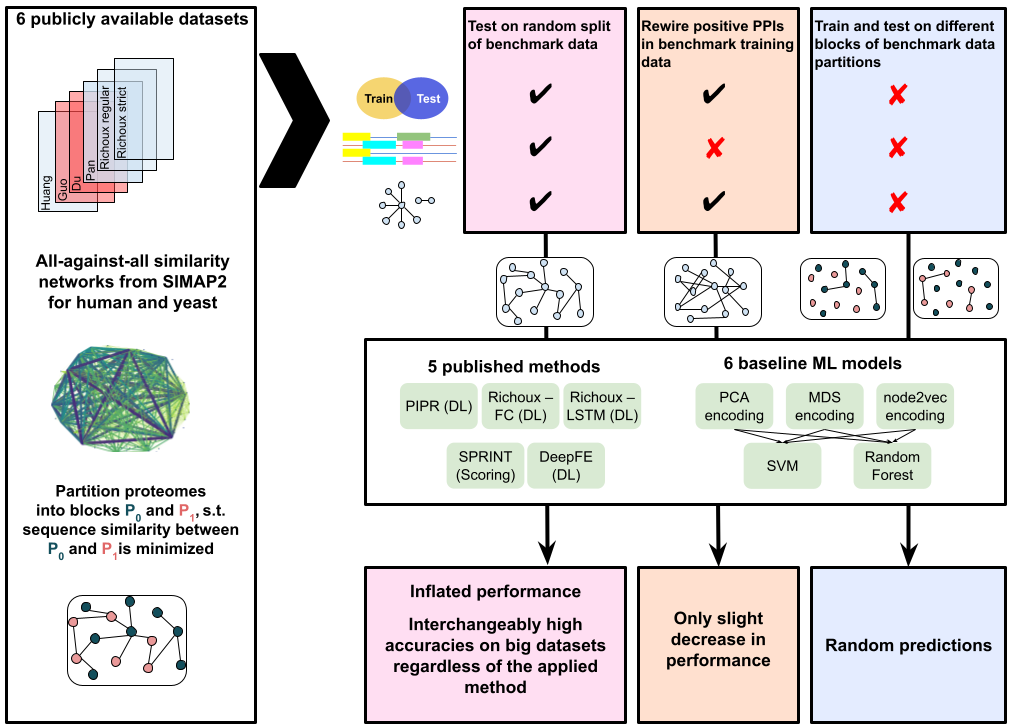 6 publicly available datasets
Huang
Guo
Du
Pan
Richoux regular
Richoux strict
All-against-all similarity
networks from SIMAP2
for human and yeast
Partition proteomes
into blocks P0 and P1, s.t.
sequence similarity between
P0 and P1 is minimized
Train
Test
Test on random split
of benchmark data
✔
✔
✔
Rewire positive PPIs
in benchmark training
data
✔
✘
✔
Train and test on different
blocks of benchmark data
partitions
✘
✘
✘
5 published methods
PIPR (DL)
Richoux –
FC (DL)
Richoux –
LSTM (DL)
SPRINT
(Scoring)
DeepFE
(DL)
6 baseline ML models
PCA
encoding
MDS
encoding
node2vec
encoding
SVM
Random
Forest
Inflated performance
Interchangeably high
accuracies on big datasets
regardless of the applied
method
Only slight
decrease in
performance
Random predictions